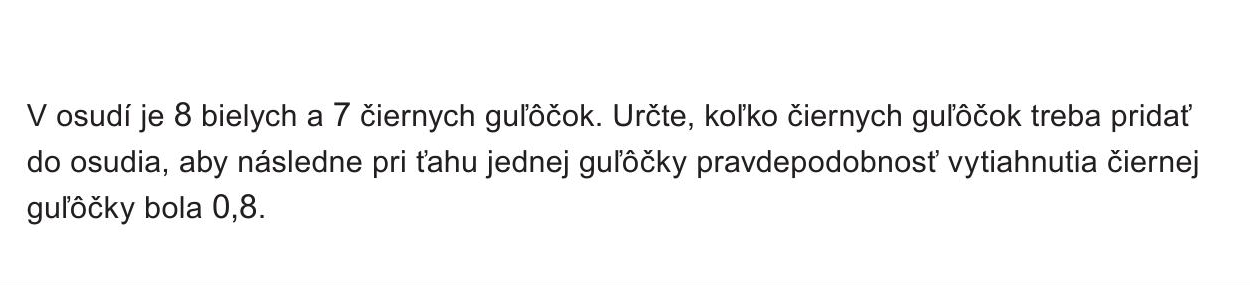 V osudí je 8 bielych a 7 čiernych guľôčok. Určte, koľko čiernych guľôčok treba pridať
do osudia, aby následne pri ťahu jednej guľôčky pravdepodobnosť vytiahnutia čiernej
guľôčky bola 0,8.